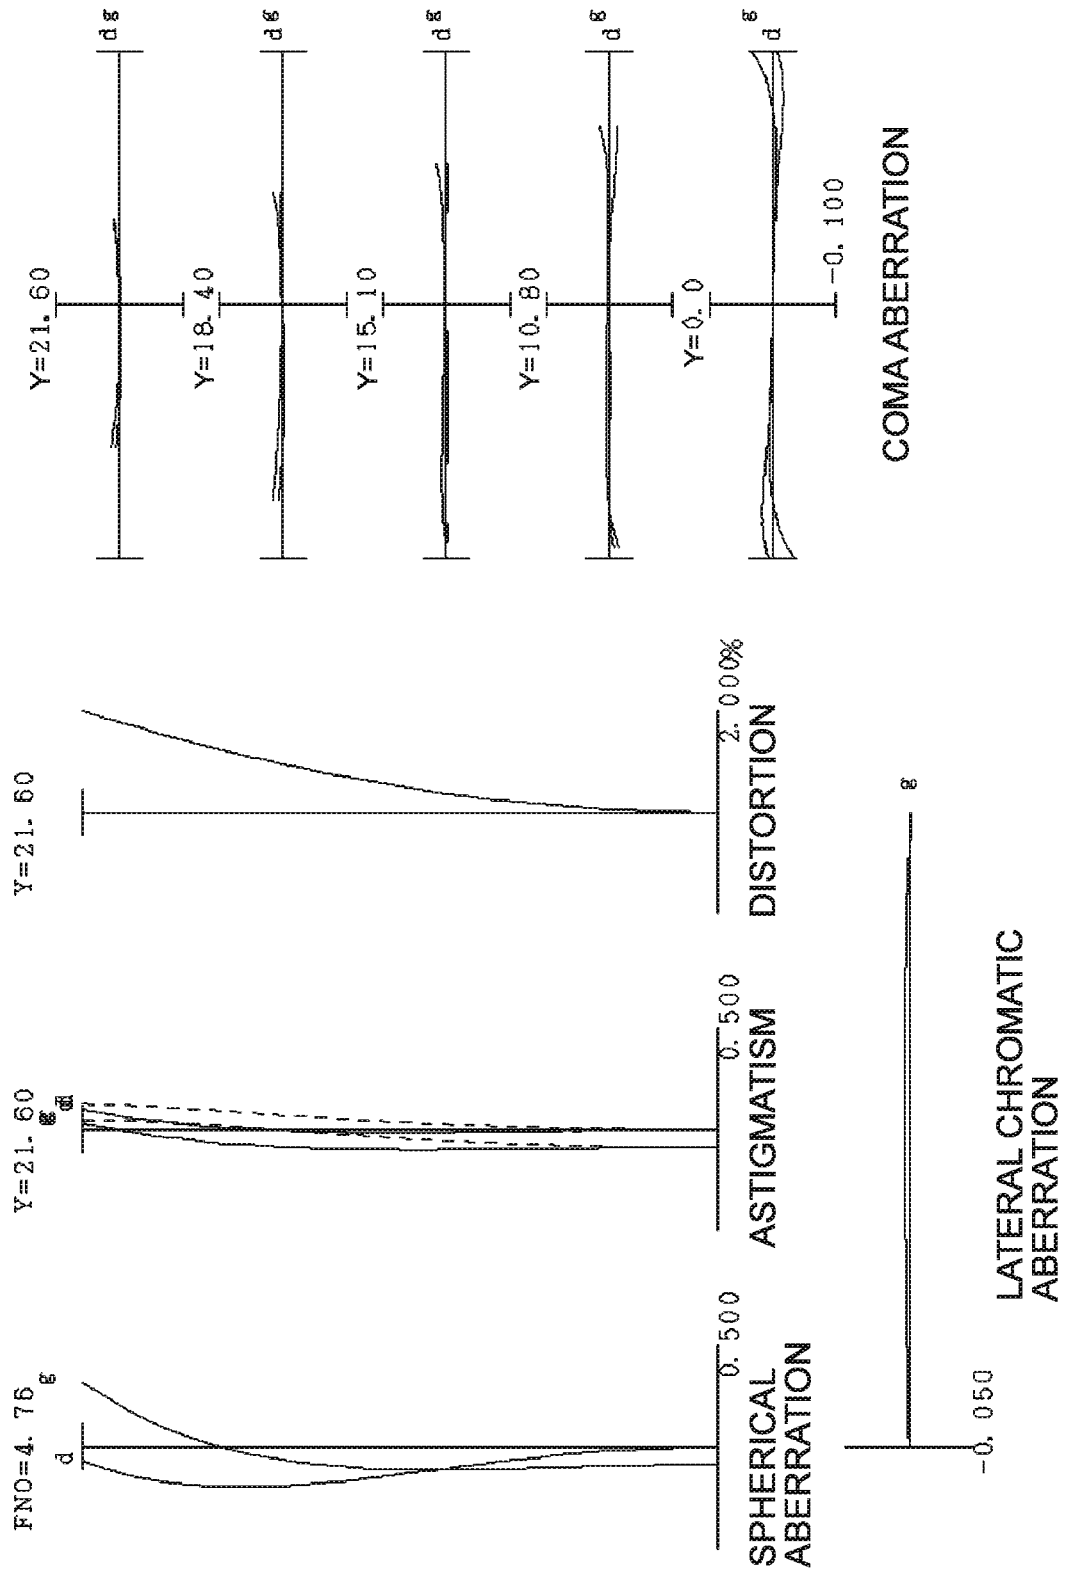 FNO=4.76
d
g
0.500
SPHERICAL
ABERRATION
Y=21.60
g
d
0.500
ASTIGMATISM
Y=21.60
2.000%
DISTORTION
Y=21.60
d g
Y=18.40
d g
Y=15.10
d g
Y=10.80
d g
Y=0.0
d g
-0.100
COMA ABERRATION
g
-0.050
LATERAL CHROMATIC
ABERRATION